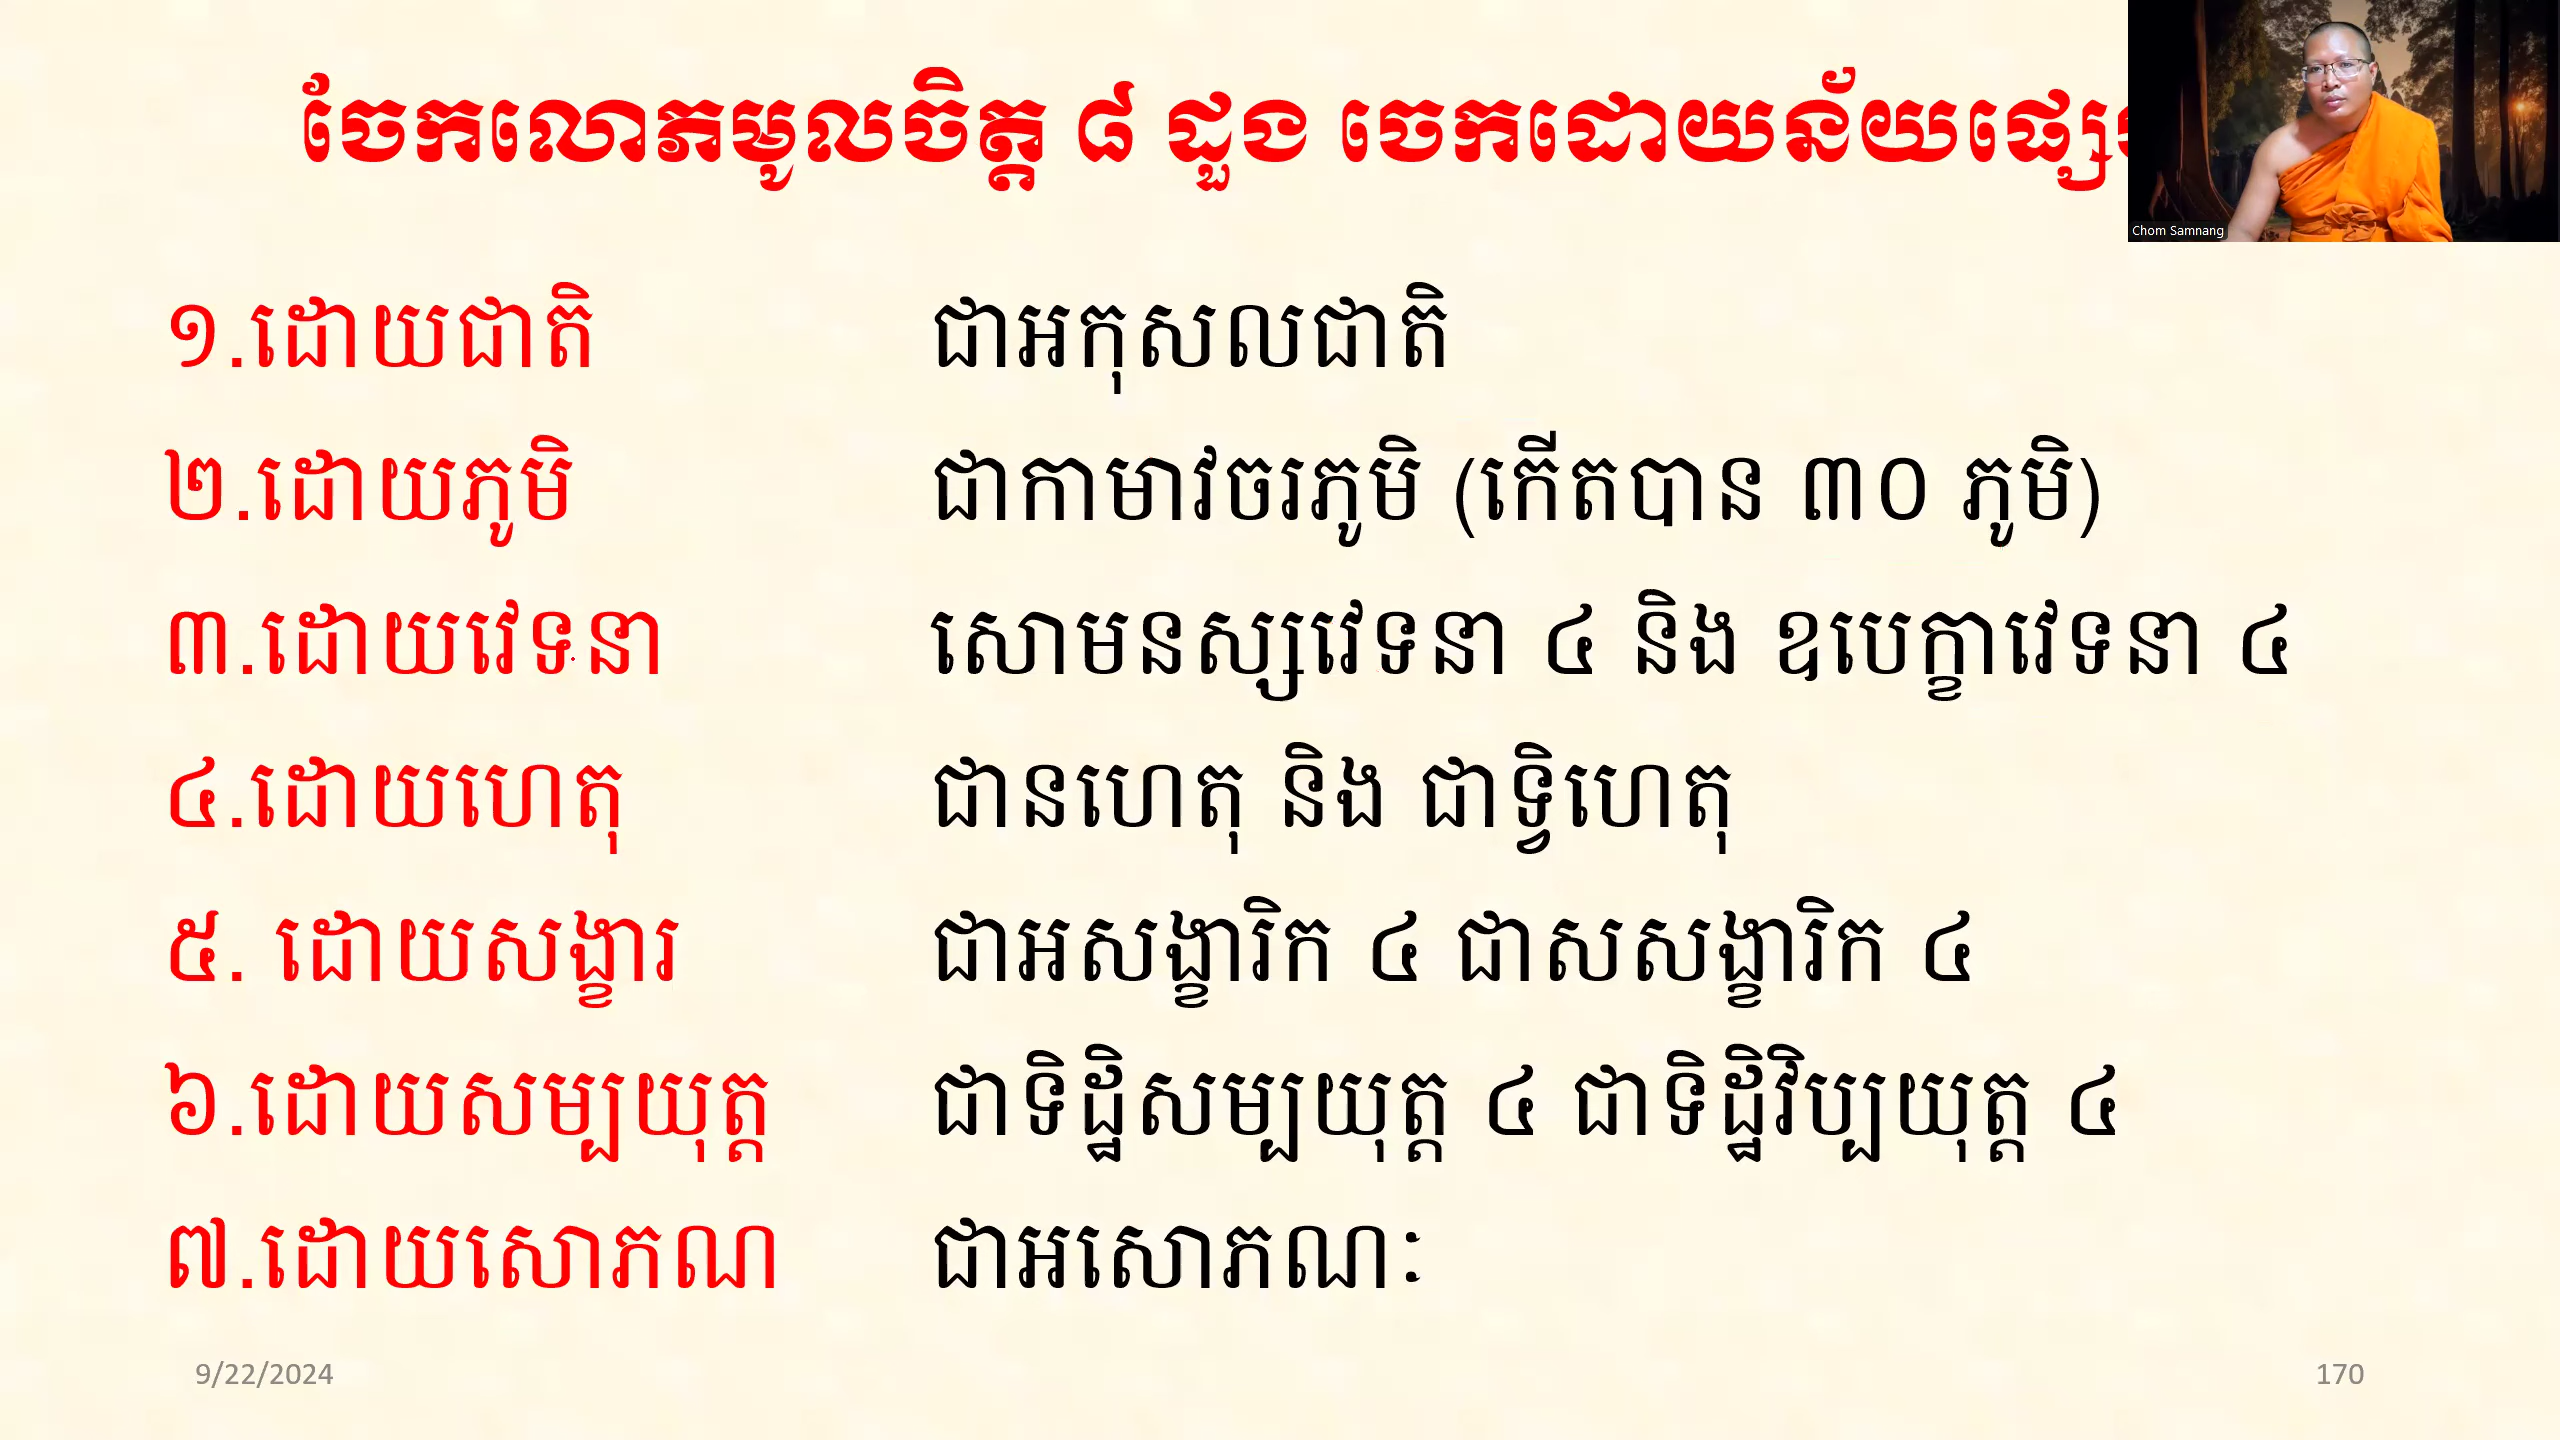 ចែកលោភមូលចិត្ត ៨ ដួង ចែកដោយន័យផ្សេង
Chom Samnang
១.ដោយជាតិ ជាអកុសលជាតិ
២.ដោយភូមិ ជាកាមាវចរភូមិ (កើតបាន ៣០ ភូមិ)
៣.ដោយវេទនា សោមនស្សវេទនា ៤ និង ឧបេក្ខាវេទនា ៤
៤.ដោយហេតុ ជានហេតុ និង ជាទ្វិហេតុ
៥. ដោយសង្ខារ ជាអសង្ខារិក ៤ ជាសសង្ខារិក ៤
៦.ដោយសម្បយុត្ត ជាទិដ្ឋិសម្បយុត្ត ៤ ជាទិដ្ឋិវិប្បយុត្ត ៤
៧.ដោយសោភណ ជាអសោភណៈ
9/22/2024 170